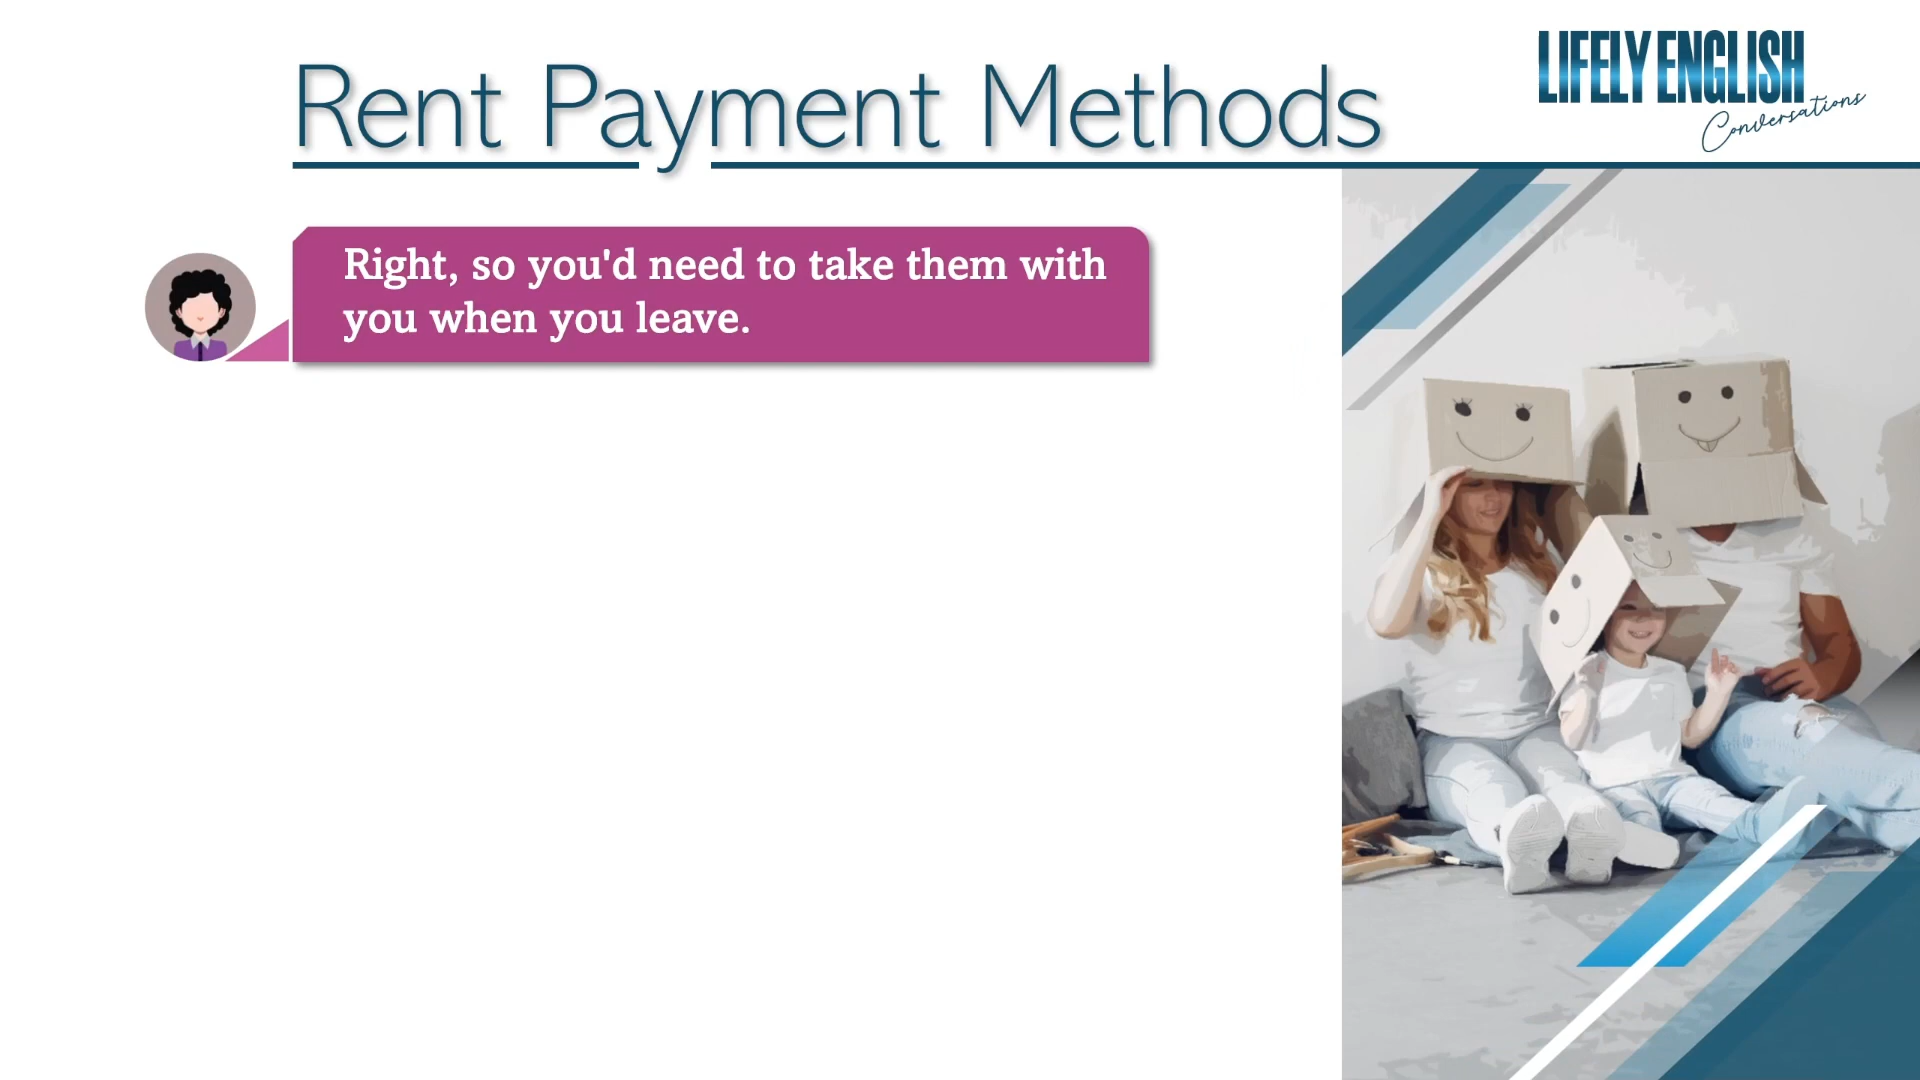 Rent Payment Methods
LIFELY ENGLISH
Conversations
Right, so you'd need to take them with
you when you leave.